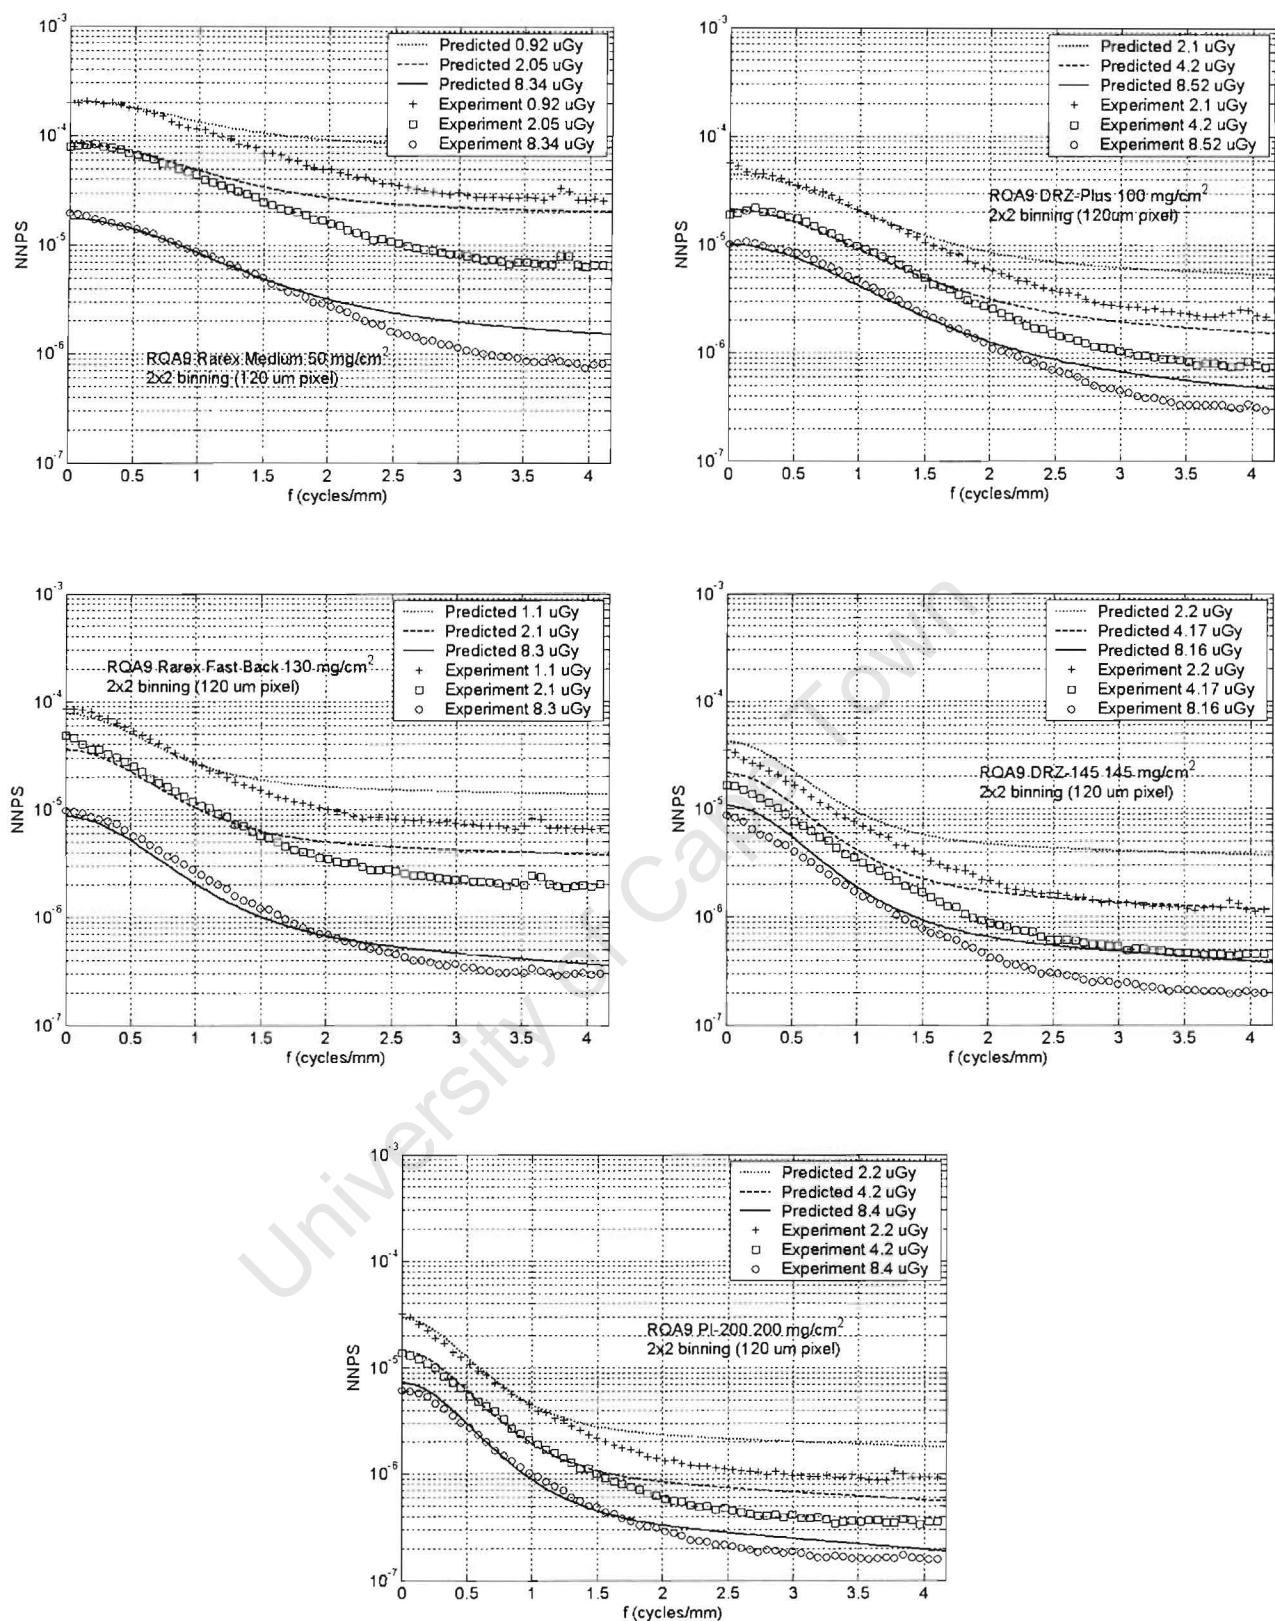 10^-3
10^-4
10^-5
10^-6
10^-7
NNPS
Predicted 0.92 uGy
Predicted 2.05 uGy
Predicted 8.34 uGy
Experiment 0.92 uGy
Experiment 2.05 uGy
Experiment 8.34 uGy
RQA9 Rarex Medium 50 mg/cm^2
2x2 binning (120 um pixel)
0 0.5 1 1.5 2 2.5 3 3.5 4
f (cycles/mm)
10^-3
10^-4
10^-5
10^-6
10^-7
NNPS
Predicted 2.1 uGy
Predicted 4.2 uGy
Predicted 8.52 uGy
Experiment 2.1 uGy
Experiment 4.2 uGy
Experiment 8.52 uGy
RQA9 DRZ-Plus 100 mg/cm^2
2x2 binning (120um pixel)
0 0.5 1 1.5 2 2.5 3 3.5 4
f (cycles/mm)
10^-3
10^-4
10^-5
10^-6
10^-7
NNPS
Predicted 1.1 uGy
Predicted 2.1 uGy
Predicted 8.3 uGy
Experiment 1.1 uGy
Experiment 2.1 uGy
Experiment 8.3 uGy
RQA9 Rarex Fast Back 130 mg/cm^2
2x2 binning (120 um pixel)
0 0.5 1 1.5 2 2.5 3 3.5 4
f (cycles/mm)
10^-3
10^-4
10^-5
10^-6
10^-7
NNPS
Predicted 2.2 uGy
Predicted 4.17 uGy
Predicted 8.16 uGy
Experiment 2.2 uGy
Experiment 4.17 uGy
Experiment 8.16 uGy
RQA9 DRZ-145 145 mg/cm^2
2x2 binning (120 um pixel)
0 0.5 1 1.5 2 2.5 3 3.5 4
f (cycles/mm)
10^-3
10^-4
10^-5
10^-6
10^-7
NNPS
Predicted 2.2 uGy
Predicted 4.2 uGy
Predicted 8.4 uGy
Experiment 2.2 uGy
Experiment 4.2 uGy
Experiment 8.4 uGy
RQA9 PI-200 200 mg/cm^2
2x2 binning (120 um pixel)
0 0.5 1 1.5 2 2.5 3 3.5 4
f (cycles/mm)
University of Cape Town